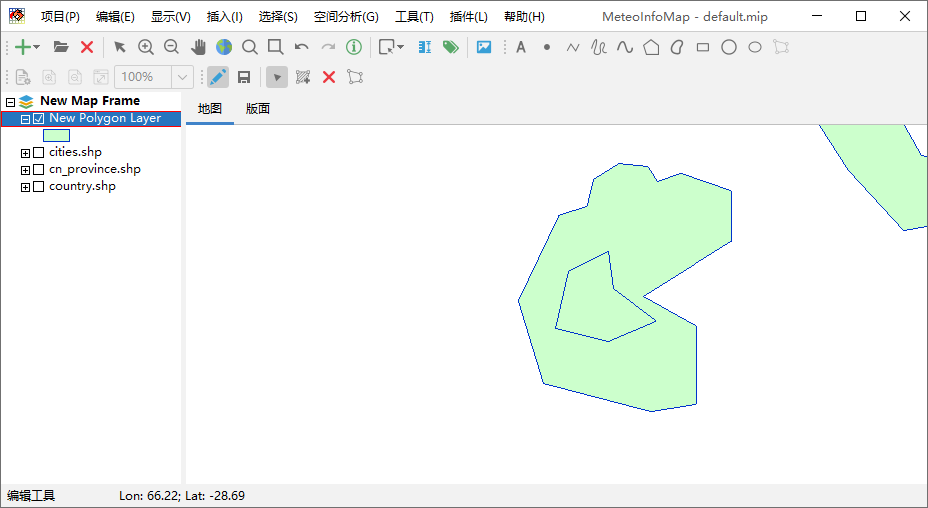 项目(P) 编辑(E) 显示(V) 插入(I) 选择(S) 空间分析(G) 工具(T) 插件(L) 帮助(H) MeteoInfoMap - default.mip
A
100%
New Map Frame
地图 版面
New Polygon Layer
cities.shp
cn_province.shp
country.shp
编辑工具 Lon: 66.22; Lat: -28.69